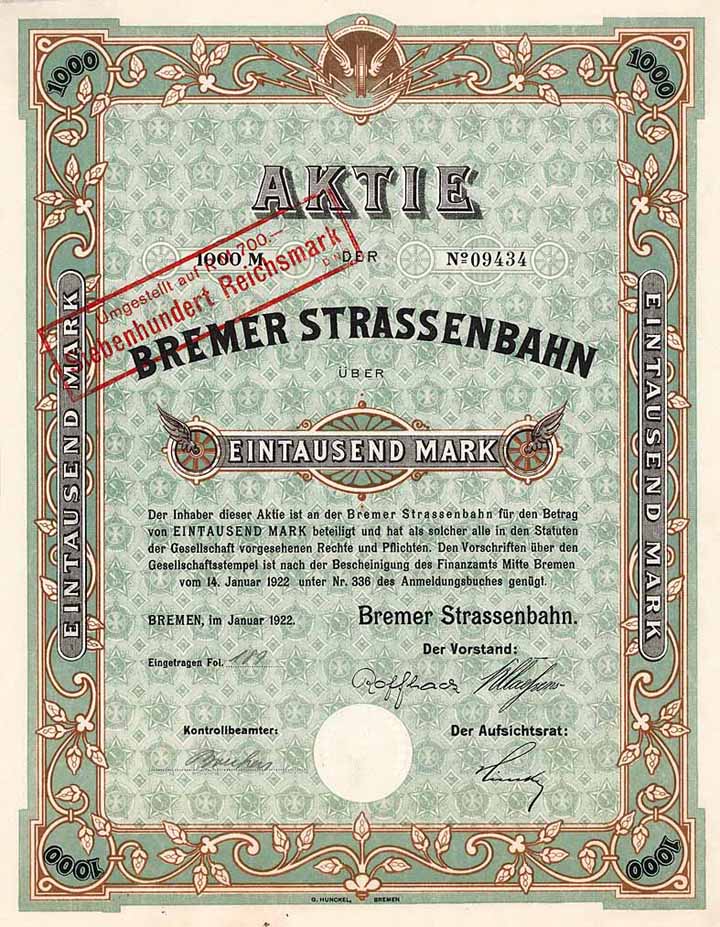 1000
1000
AKTIE
1000 M DER Nº 09434
Umgestellt auf 700.—
Siebenhundert Reichsmark
BREMER STRASSENBAHN
ÜBER
EINTAUSEND MARK
EINTAUSEND MARK
EINTAUSEND MARK
Der Inhaber dieser Aktie ist an der Bremer Strassenbahn für den Betrag
von EINTAUSEND MARK beteiligt und hat als solcher alle in den Statuten
der Gesellschaft vorgesehenen Rechte und Pflichten. Den Vorschriften über den
Gesellschaftsstempel ist nach der Bescheinigung des Finanzamts Mitte Bremen
vom 14. Januar 1922 unter Nr. 336 des Anmeldungsbuches genügt.
BREMEN, im Januar 1922.
Bremer Strassenbahn.
Der Vorstand:
Eingetragen Fol. 189
Kontrollbeamter:
Der Aufsichtsrat:
1000
1000
G. HUNCKEL, BREMEN